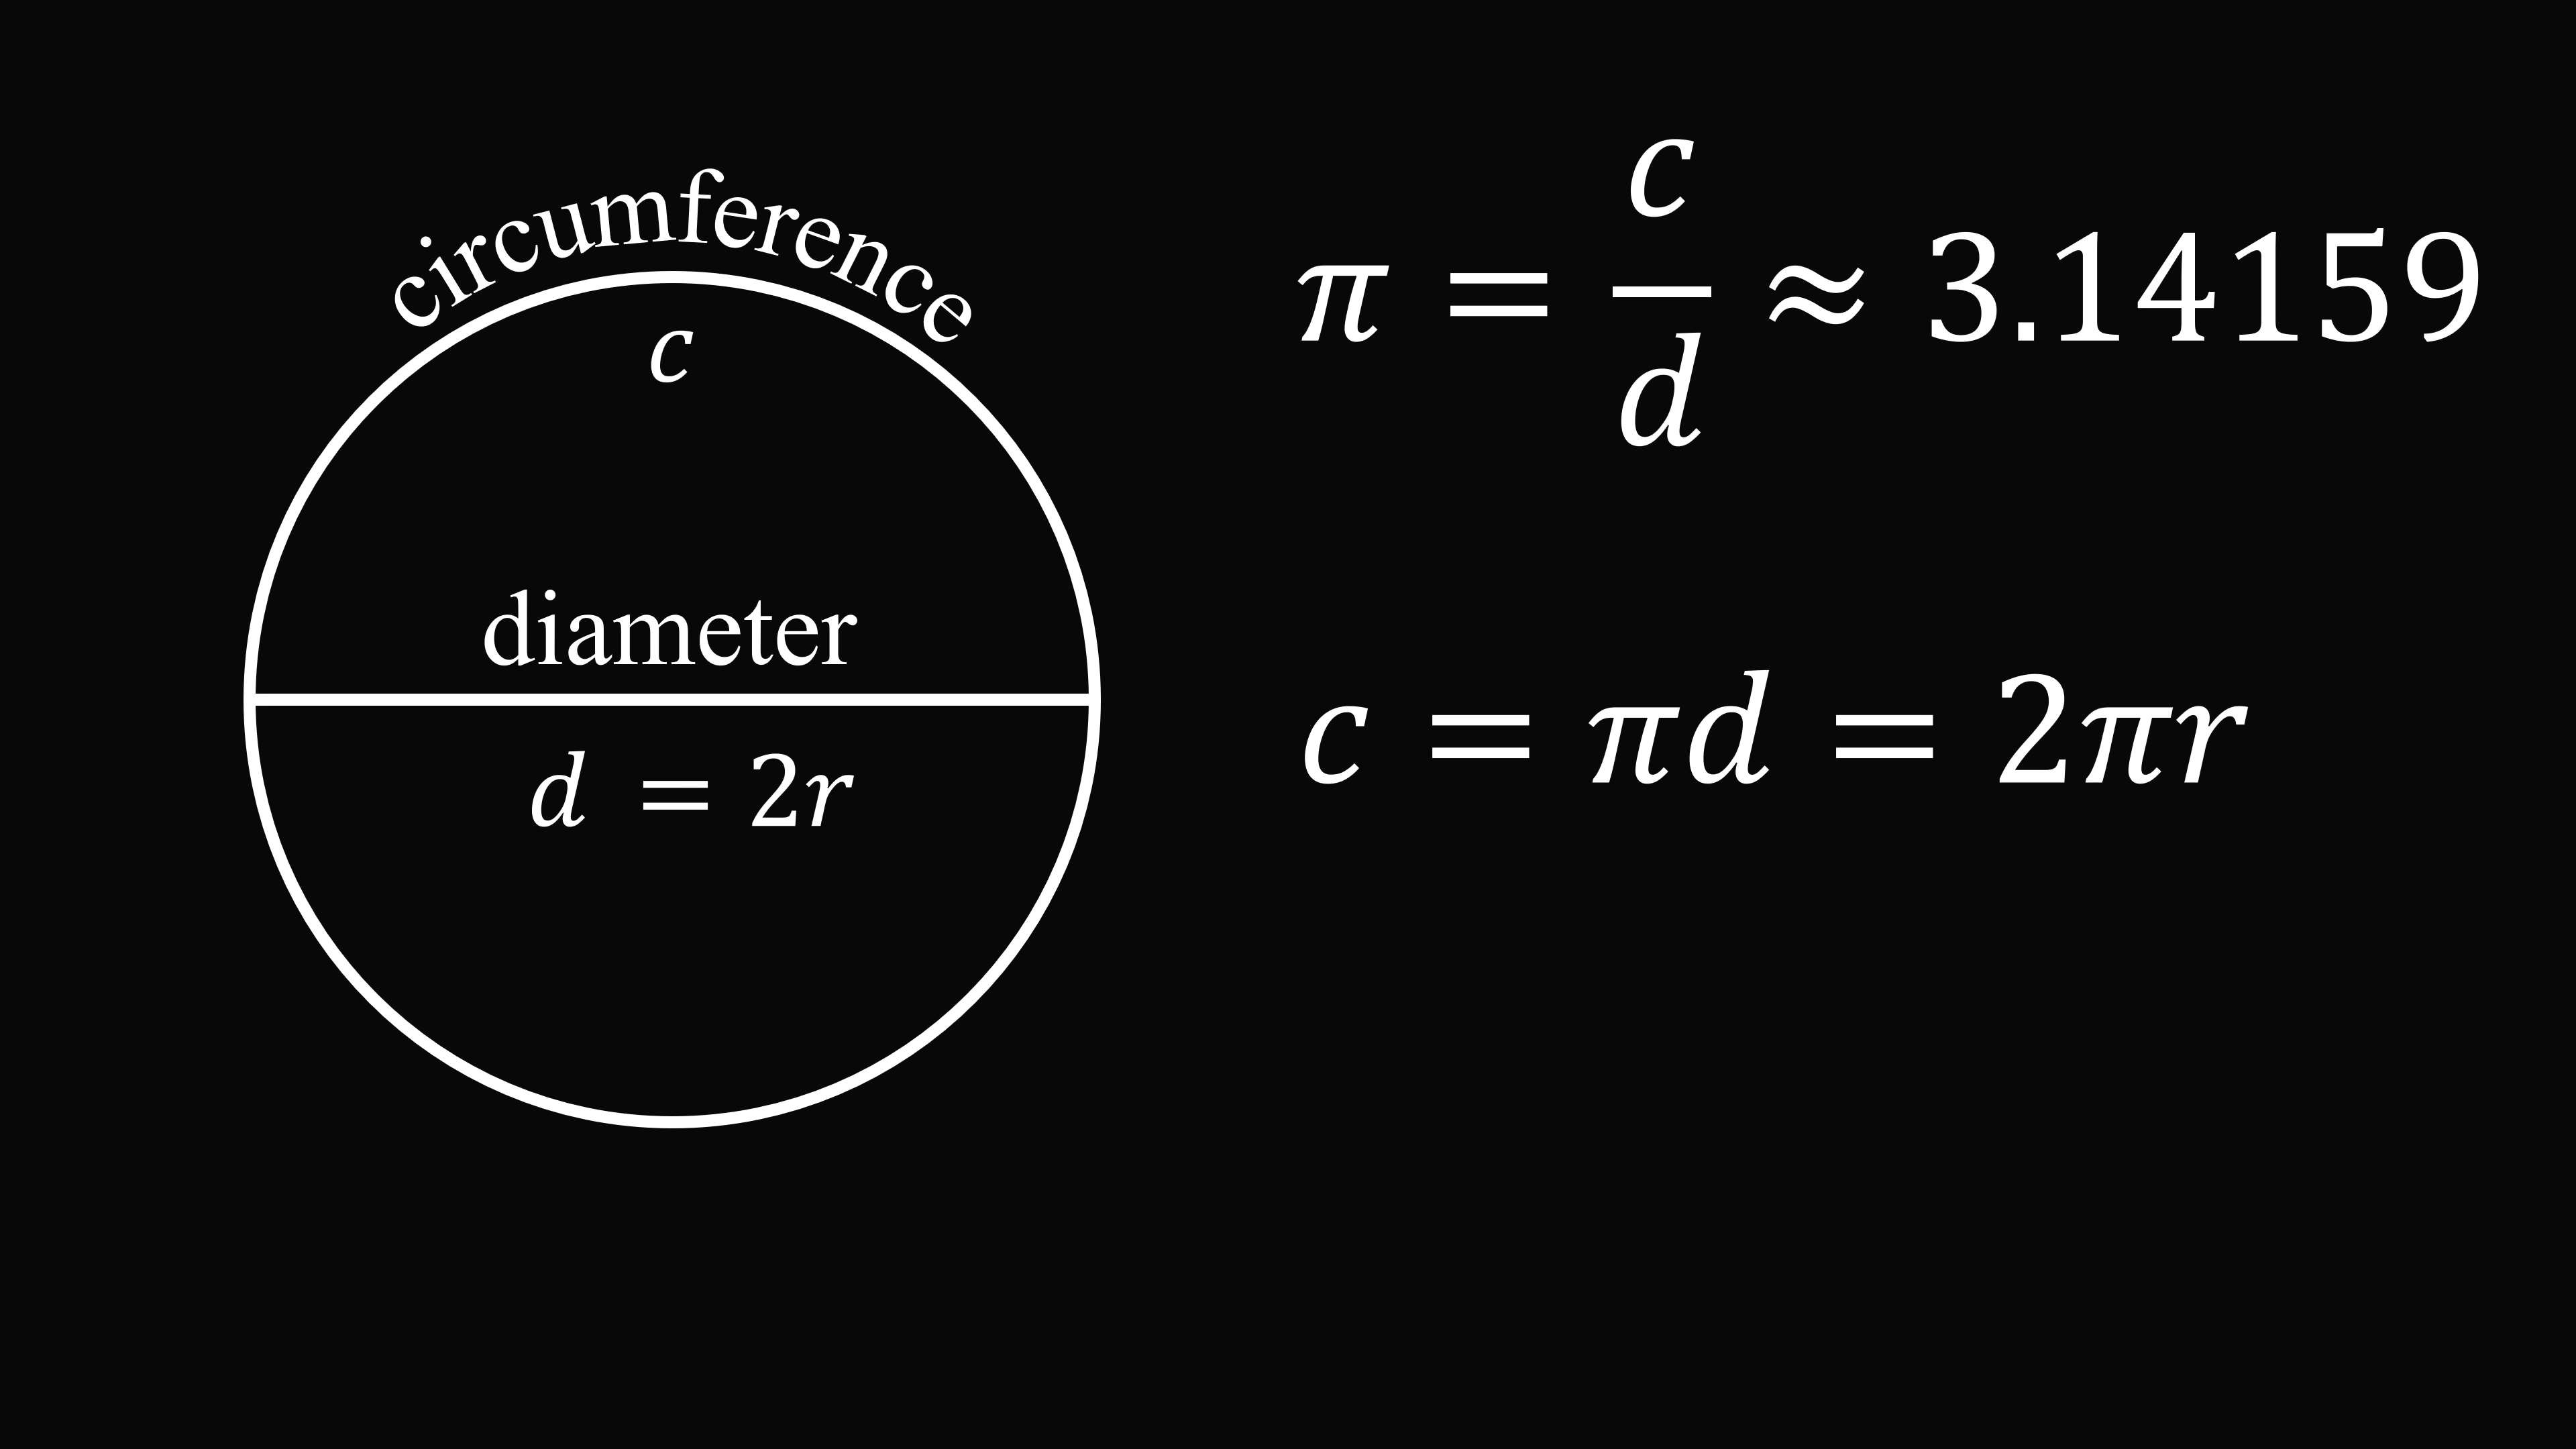 circumference
c
diameter
d = 2r
π = c/d ≈ 3.14159
c = πd = 2πr